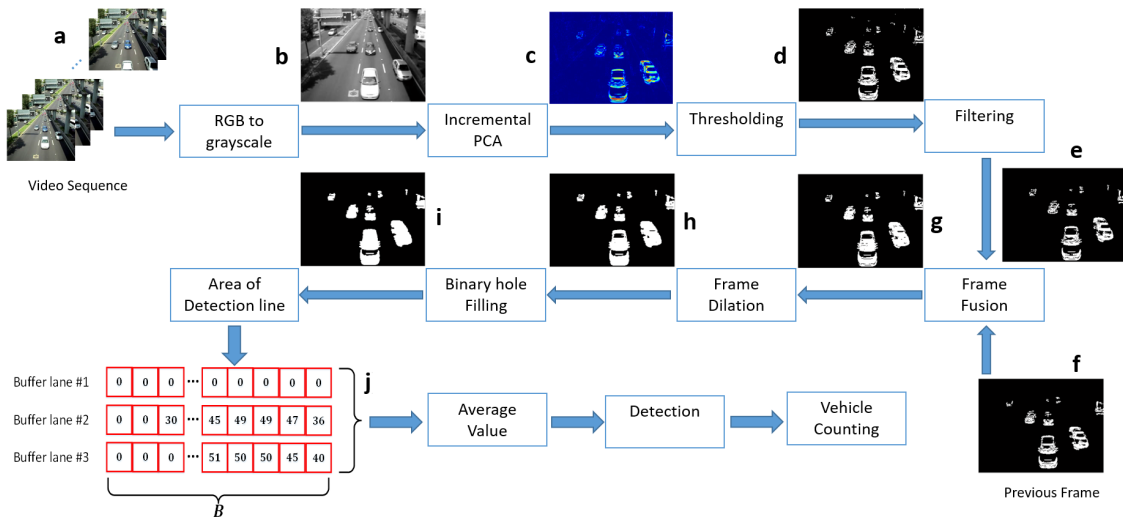 a
b
c
d
RGB to
grayscale
Incremental
PCA
Thresholding
Filtering
Video Sequence
e
i
h
g
Area of
Detection line
Binary hole
Filling
Frame
Dilation
Frame
Fusion
f
Previous Frame
Buffer lane #1
0 0 0 ... 0 0 0 0 0
Buffer lane #2
0 0 30 ... 45 49 49 47 36
Buffer lane #3
0 0 0 ... 51 50 50 45 40
B
j
Average
Value
Detection
Vehicle
Counting